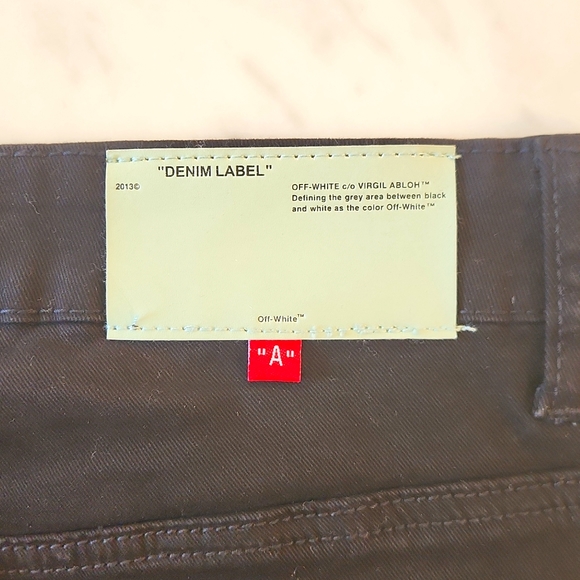 "DENIM LABEL"
2013©
OFF-WHITE c/o VIRGIL ABLOH™
Defining the grey area between black
and white as the color Off-White™
Off-White™
"A"